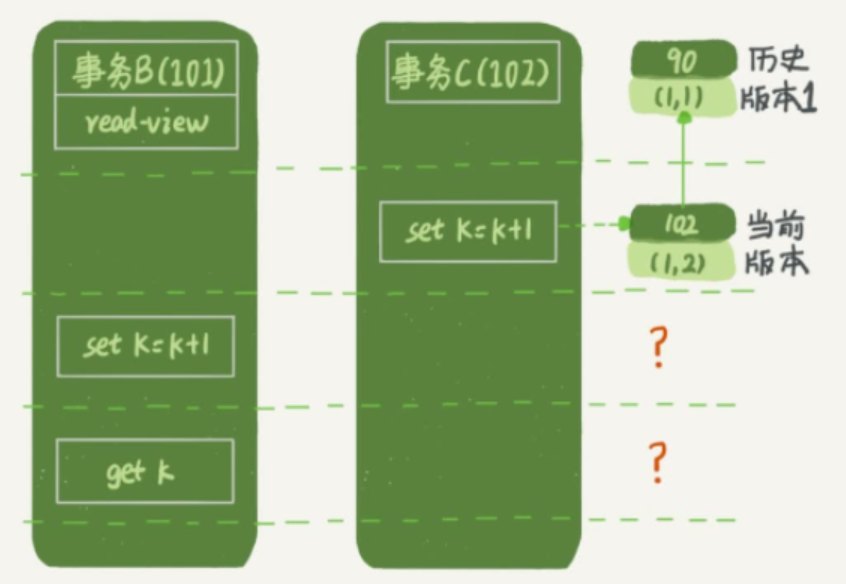 事务B(101)
read-view
事务C(102)
90
(1,1)
历史
版本1
set k=k+1
102
(1,2)
当前
版本
set k=k+1
?
get k
?